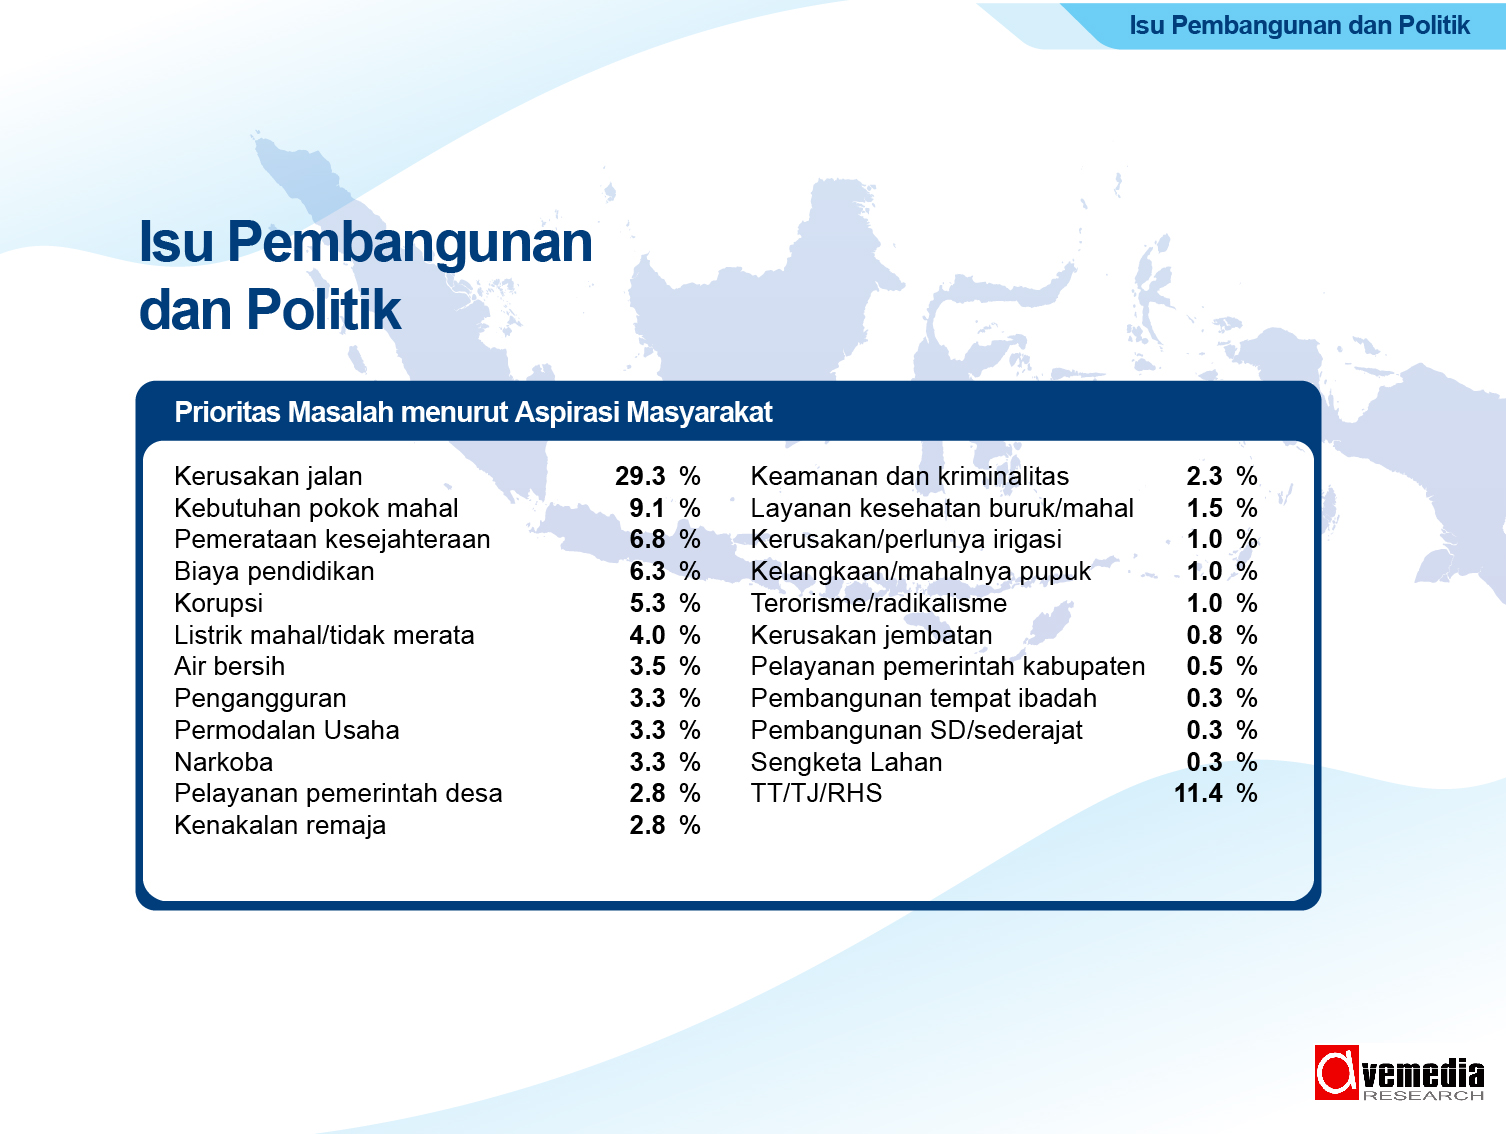 Isu Pembangunan dan Politik
Isu Pembangunan
dan Politik
Prioritas Masalah menurut Aspirasi Masyarakat
Kerusakan jalan 29.3 %
Kebutuhan pokok mahal 9.1 %
Pemerataan kesejahteraan 6.8 %
Biaya pendidikan 6.3 %
Korupsi 5.3 %
Listrik mahal/tidak merata 4.0 %
Air bersih 3.5 %
Pengangguran 3.3 %
Permodalan Usaha 3.3 %
Narkoba 3.3 %
Pelayanan pemerintah desa 2.8 %
Kenakalan remaja 2.8 %
Keamanan dan kriminalitas 2.3 %
Layanan kesehatan buruk/mahal 1.5 %
Kerusakan/perlunya irigasi 1.0 %
Kelangkaan/mahalnya pupuk 1.0 %
Terorisme/radikalisme 1.0 %
Kerusakan jembatan 0.8 %
Pelayanan pemerintah kabupaten 0.5 %
Pembangunan tempat ibadah 0.3 %
Pembangunan SD/sederajat 0.3 %
Sengketa Lahan 0.3 %
TT/TJ/RHS 11.4 %
avemedia
RESEARCH